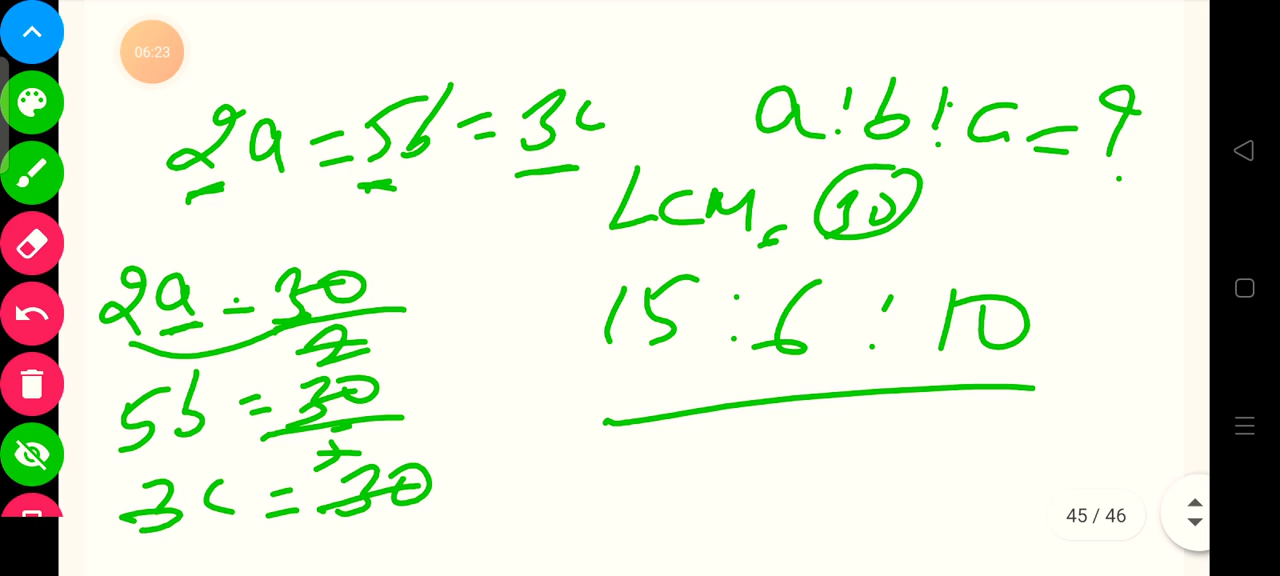 06:23
2a = 5b = 3c a:b:c = ?
LCM = 30
2a = 30/2
15 : 6 : 10
5b = 30
3c = 30
45 / 46